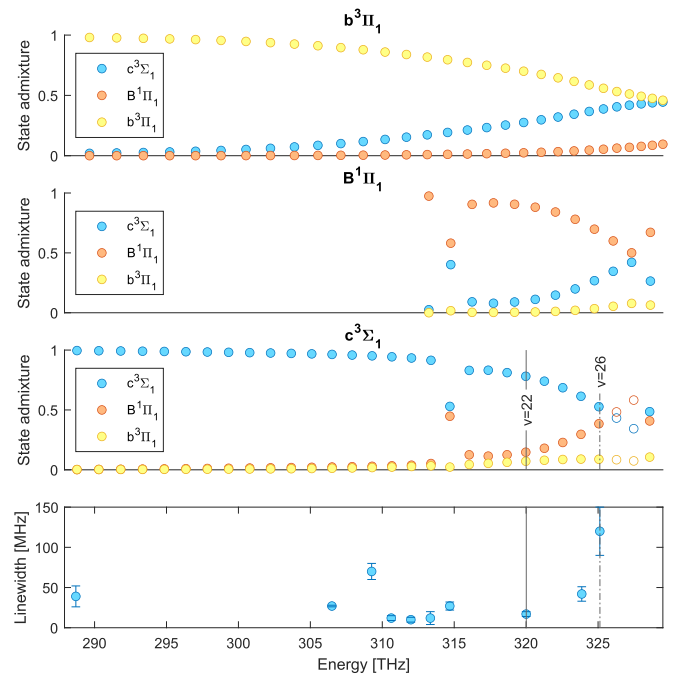 b³Π₁
1
0.5
0
State admixture
c³Σ₁
B¹Π₁
b³Π₁
B¹Π₁
1
0.5
0
State admixture
c³Σ₁
B¹Π₁
b³Π₁
c³Σ₁
1
0.5
0
State admixture
c³Σ₁
B¹Π₁
b³Π₁
v=22
v=26
150
100
50
0
Linewidth [MHz]
290 295 300 305 310 315 320 325
Energy [THz]